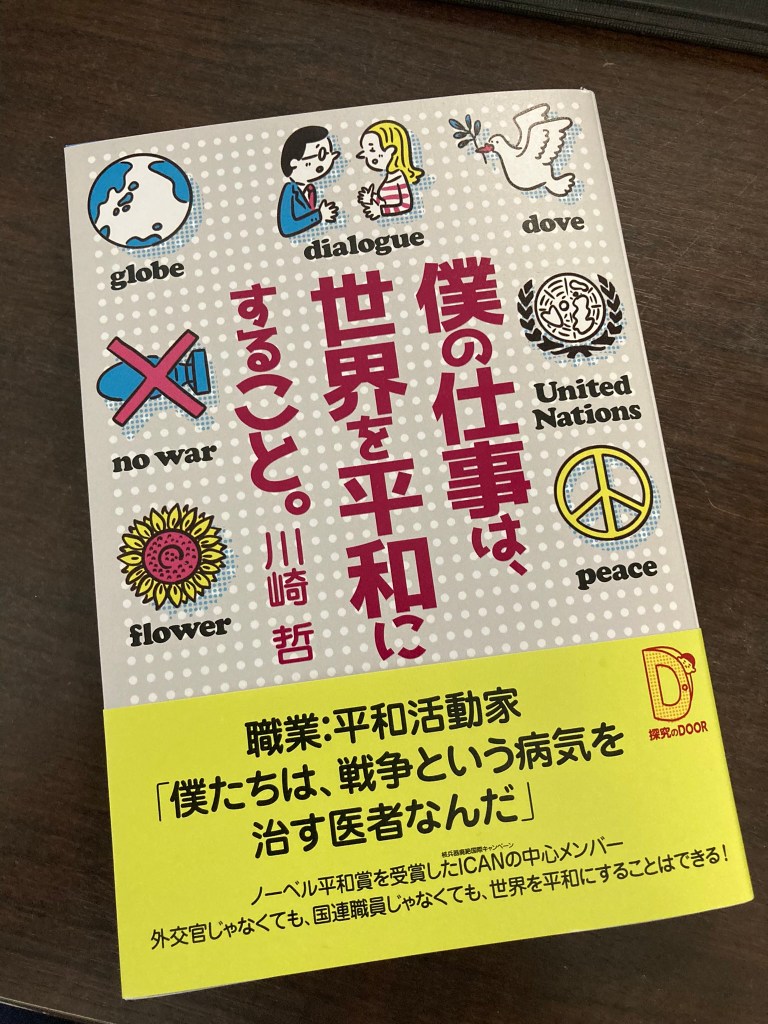 globe
dialogue
dove
僕の仕事は、
世界を平和に
すること。
川崎 哲
no war
United
Nations
flower
peace
探究のDOOR
職業:平和活動家
「僕たちは、戦争という病気を
治す医者なんだ」
核兵器廃絶国際キャンペーン
ノーベル平和賞を受賞したICANの中心メンバー
外交官じゃなくても、国連職員じゃなくても、世界を平和にすることはできる!